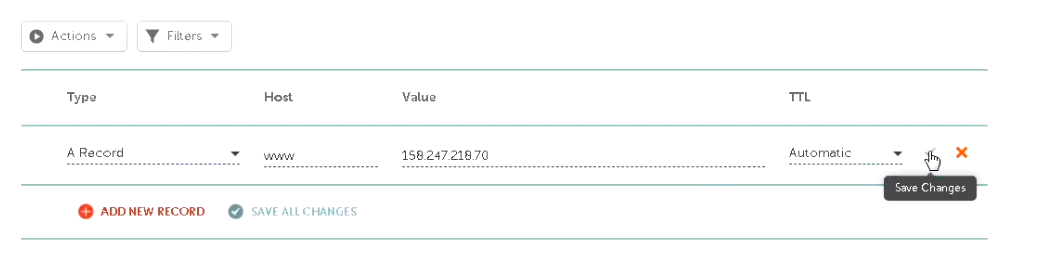 Actions Filters
Type Host Value TTL
A Record www 158.247.218.70 Automatic
Save Changes
ADD NEW RECORD SAVE ALL CHANGES